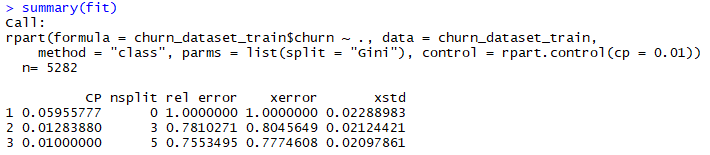 > summary(fit)
Call:
rpart(formula = churn_dataset_train$churn ~ ., data = churn_dataset_train,
    method = "class", parms = list(split = "Gini"), control = rpart.control(cp = 0.01))
  n= 5282

          CP nsplit rel error    xerror       xstd
1 0.05955777      0 1.0000000 1.0000000 0.02288983
2 0.01283880      3 0.7810271 0.8045649 0.02124421
3 0.01000000      5 0.7553495 0.7774608 0.02097861